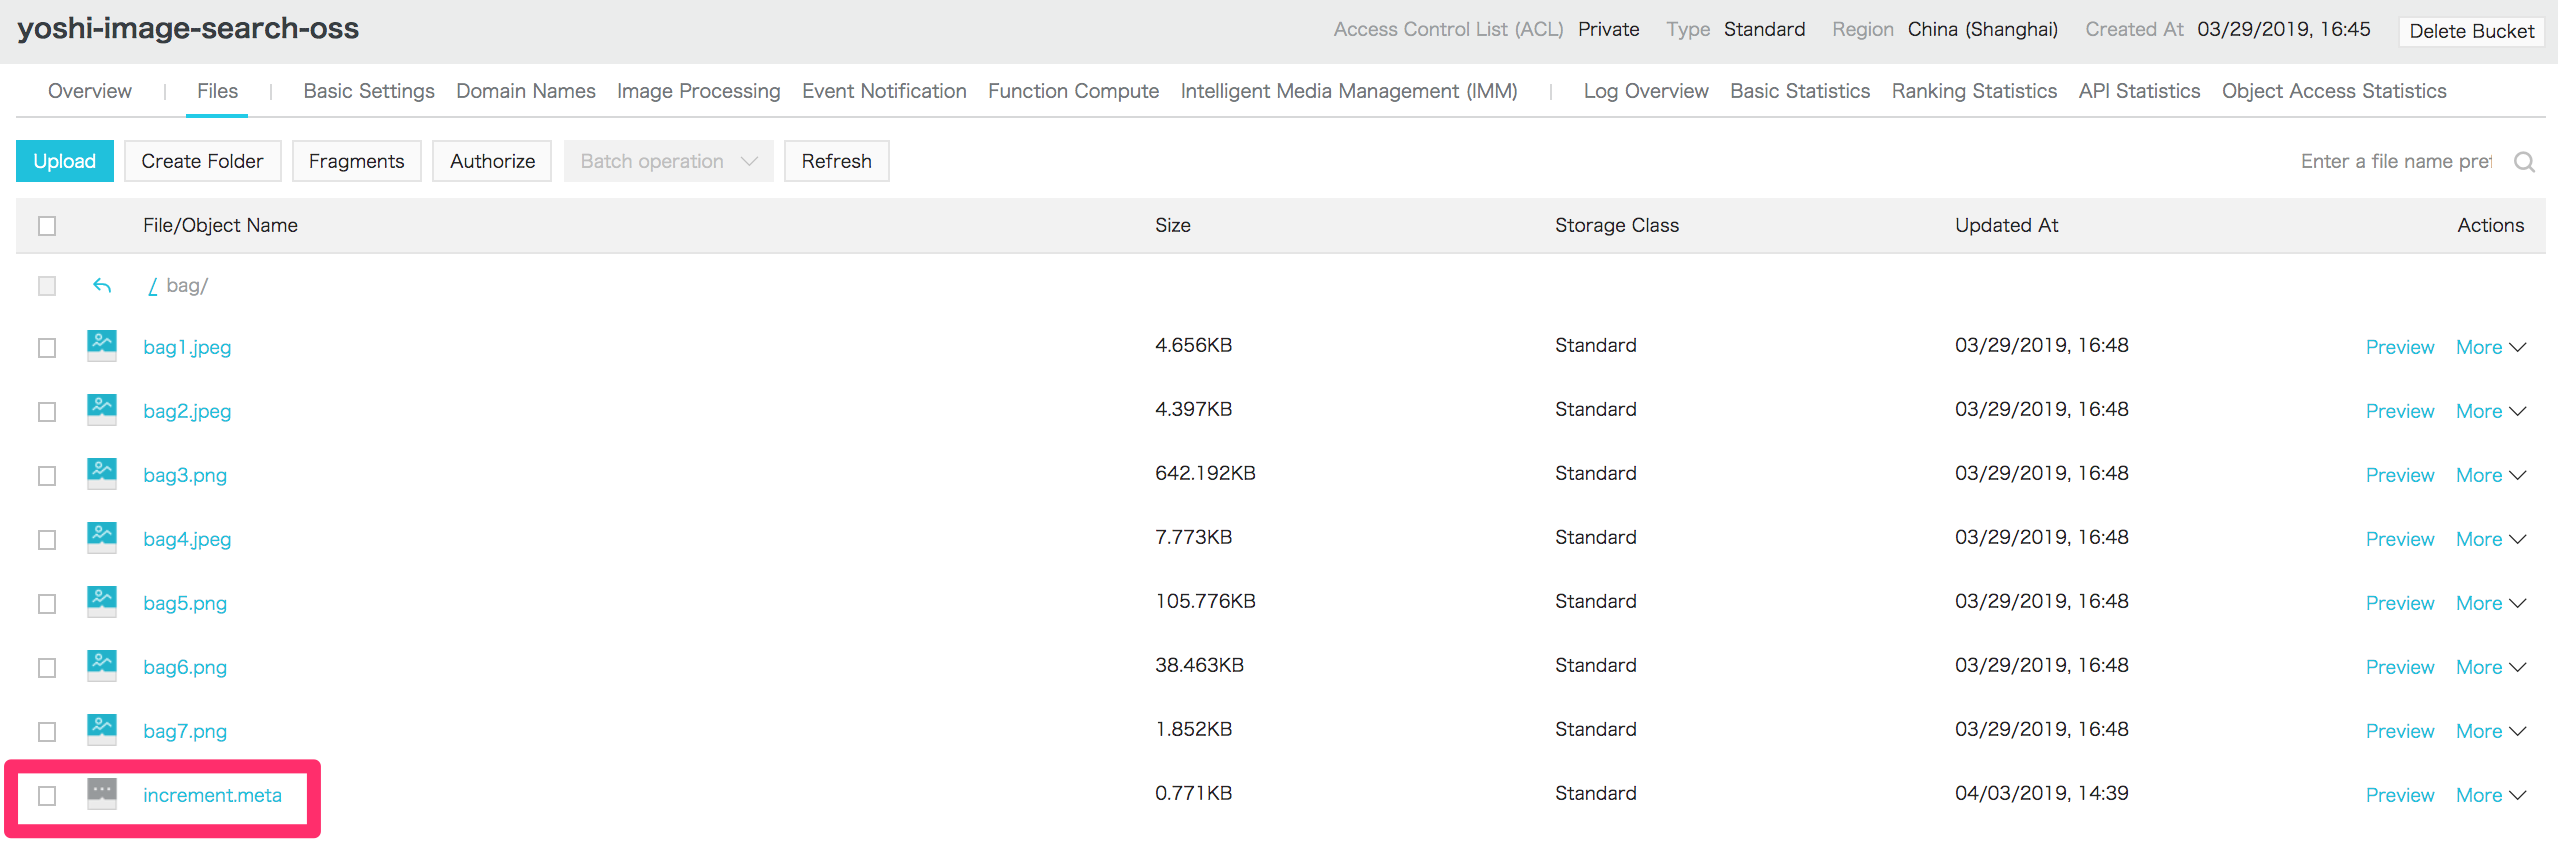 yoshi-image-search-oss Access Control List (ACL) Private Type Standard Region China (Shanghai) Created At 03/29/2019, 16:45 Delete Bucket
Overview | Files | Basic Settings Domain Names Image Processing Event Notification Function Compute Intelligent Media Management (IMM) | Log Overview Basic Statistics Ranking Statistics API Statistics Object Access Statistics
Upload Create Folder Fragments Authorize Batch operation Refresh Enter a file name pref
File/Object Name Size Storage Class Updated At Actions
/ bag/
bag1.jpeg 4.656KB Standard 03/29/2019, 16:48 Preview More
bag2.jpeg 4.397KB Standard 03/29/2019, 16:48 Preview More
bag3.png 642.192KB Standard 03/29/2019, 16:48 Preview More
bag4.jpeg 7.773KB Standard 03/29/2019, 16:48 Preview More
bag5.png 105.776KB Standard 03/29/2019, 16:48 Preview More
bag6.png 38.463KB Standard 03/29/2019, 16:48 Preview More
bag7.png 1.852KB Standard 03/29/2019, 16:48 Preview More
increment.meta 0.771KB Standard 04/03/2019, 14:39 Preview More